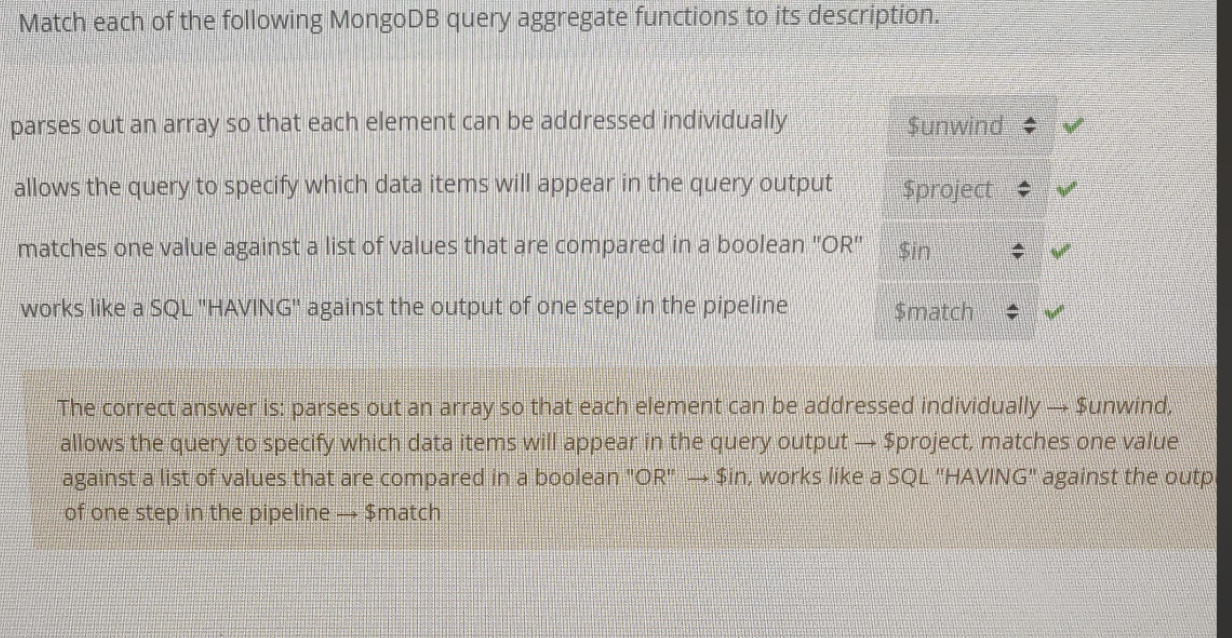 Match each of the following MongoDB query aggregate functions to its description.
parses out an array so that each element can be addressed individually $unwind
allows the query to specify which data items will appear in the query output $project
matches one value against a list of values that are compared in a boolean "OR" $in
works like a SQL "HAVING" against the output of one step in the pipeline $match
The correct answer is: parses out an array so that each element can be addressed individually → $unwind,
allows the query to specify which data items will appear in the query output → $project, matches one value
against a list of values that are compared in a boolean "OR" → $in, works like a SQL "HAVING" against the outp
of one step in the pipeline → $match